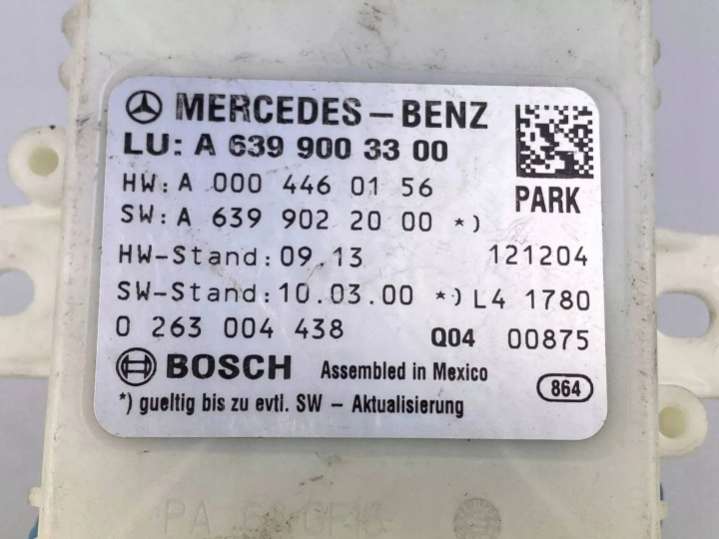 MERCEDES-BENZ
LU: A 639 900 33 00
HW: A 000 446 01 56
PARK
SW: A 639 902 20 00 *)
HW-Stand: 09.13 121204
SW-Stand: 10.03.00 *) L4 1780
0 263 004 438 Q04 00875
BOSCH Assembled in Mexico
864
*) gueltig bis zu evtl. SW - Aktualisierung
PA